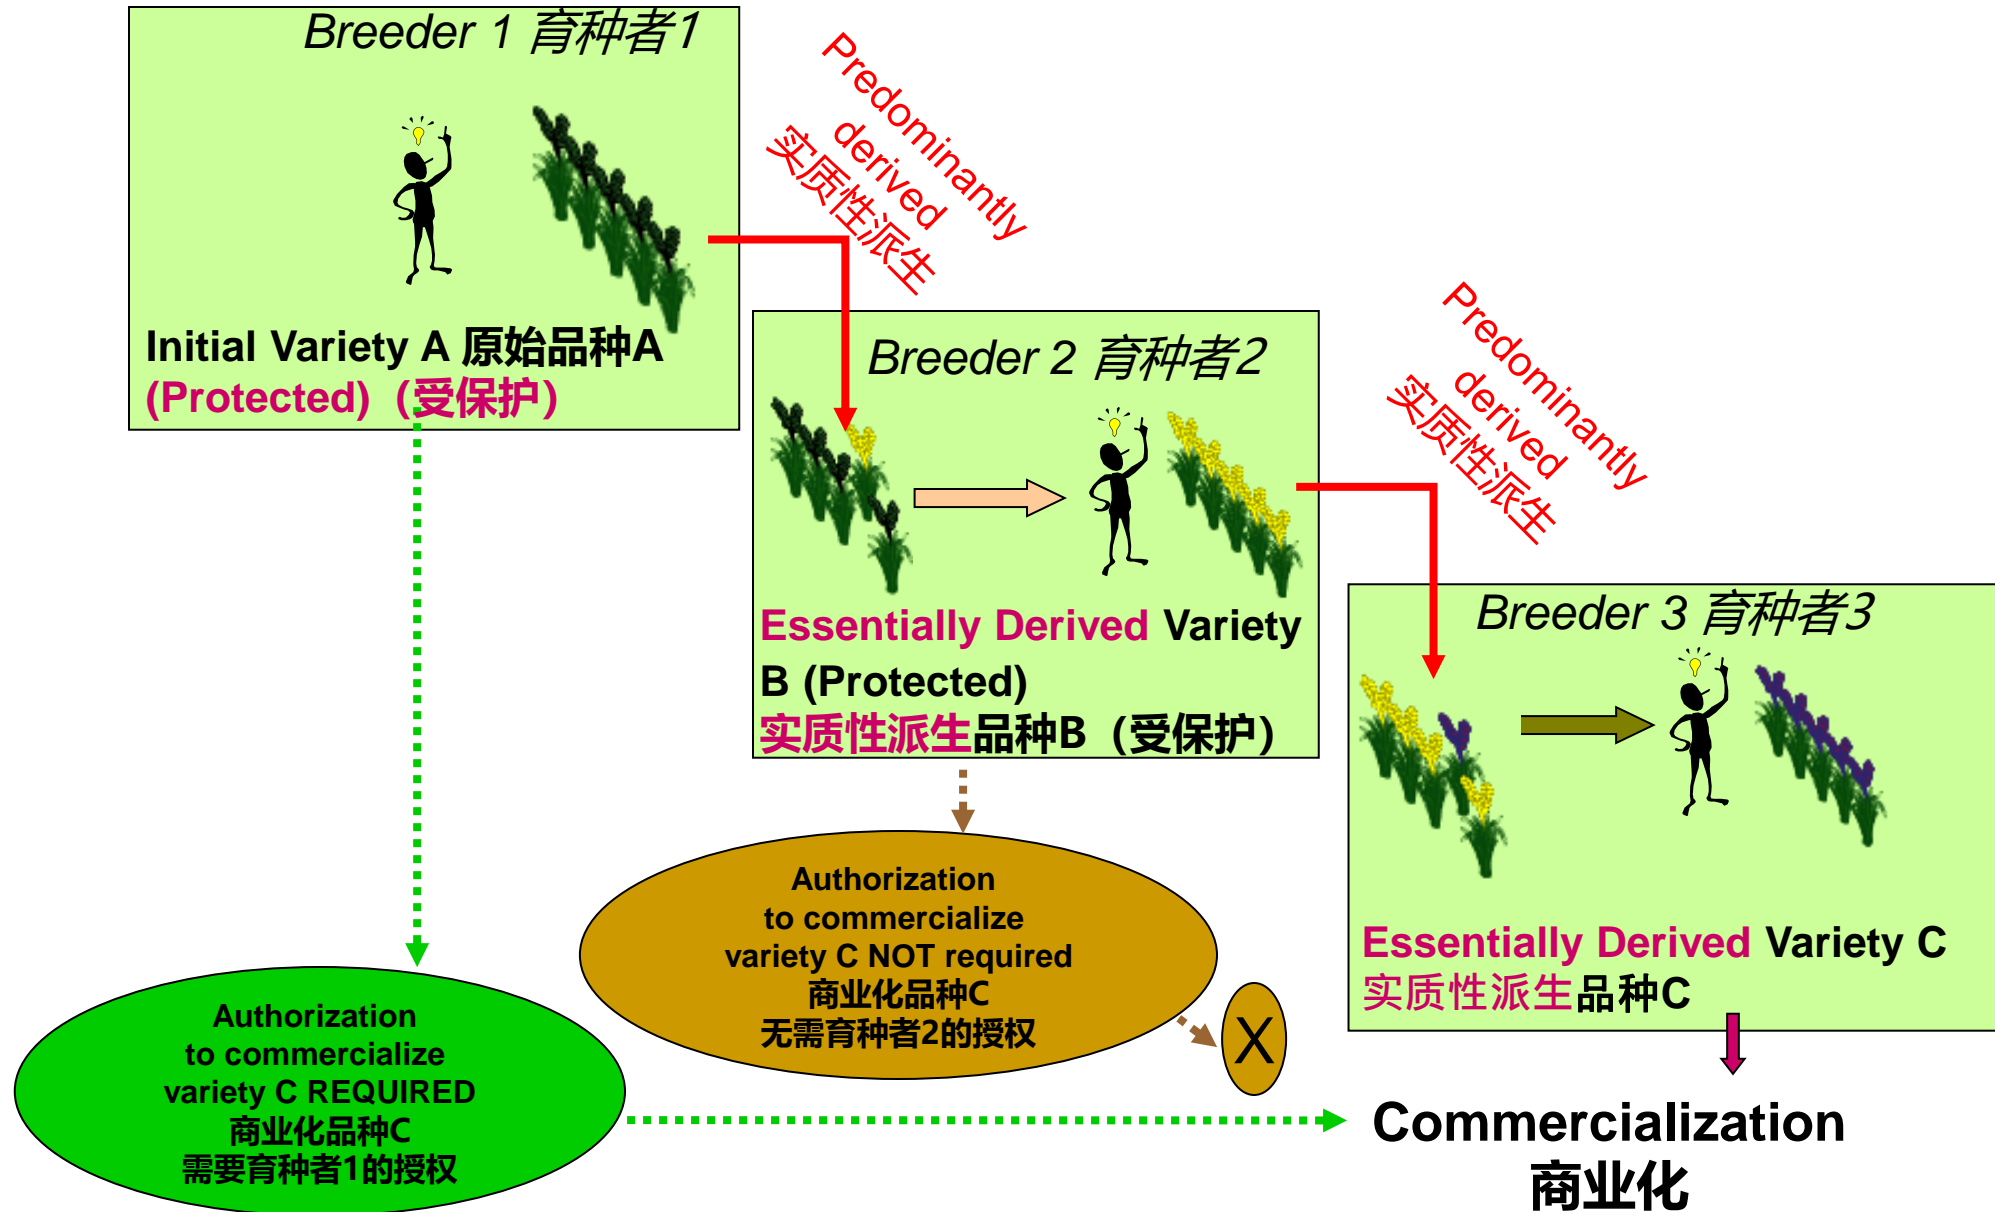 Breeder 1 育种者1
Initial Variety A 原始品种A
(Protected)（受保护）
Predominantly
derived
实质性派生
Breeder 2 育种者2
Essentially Derived Variety
B (Protected)
实质性派生品种B（受保护）
Predominantly
derived
实质性派生
Breeder 3 育种者3
Essentially Derived Variety C
实质性派生品种C
Authorization
to commercialize
variety C NOT required
商业化品种C
无需育种者2的授权
X
Authorization
to commercialize
variety C REQUIRED
商业化品种C
需要育种者1的授权
Commercialization
商业化